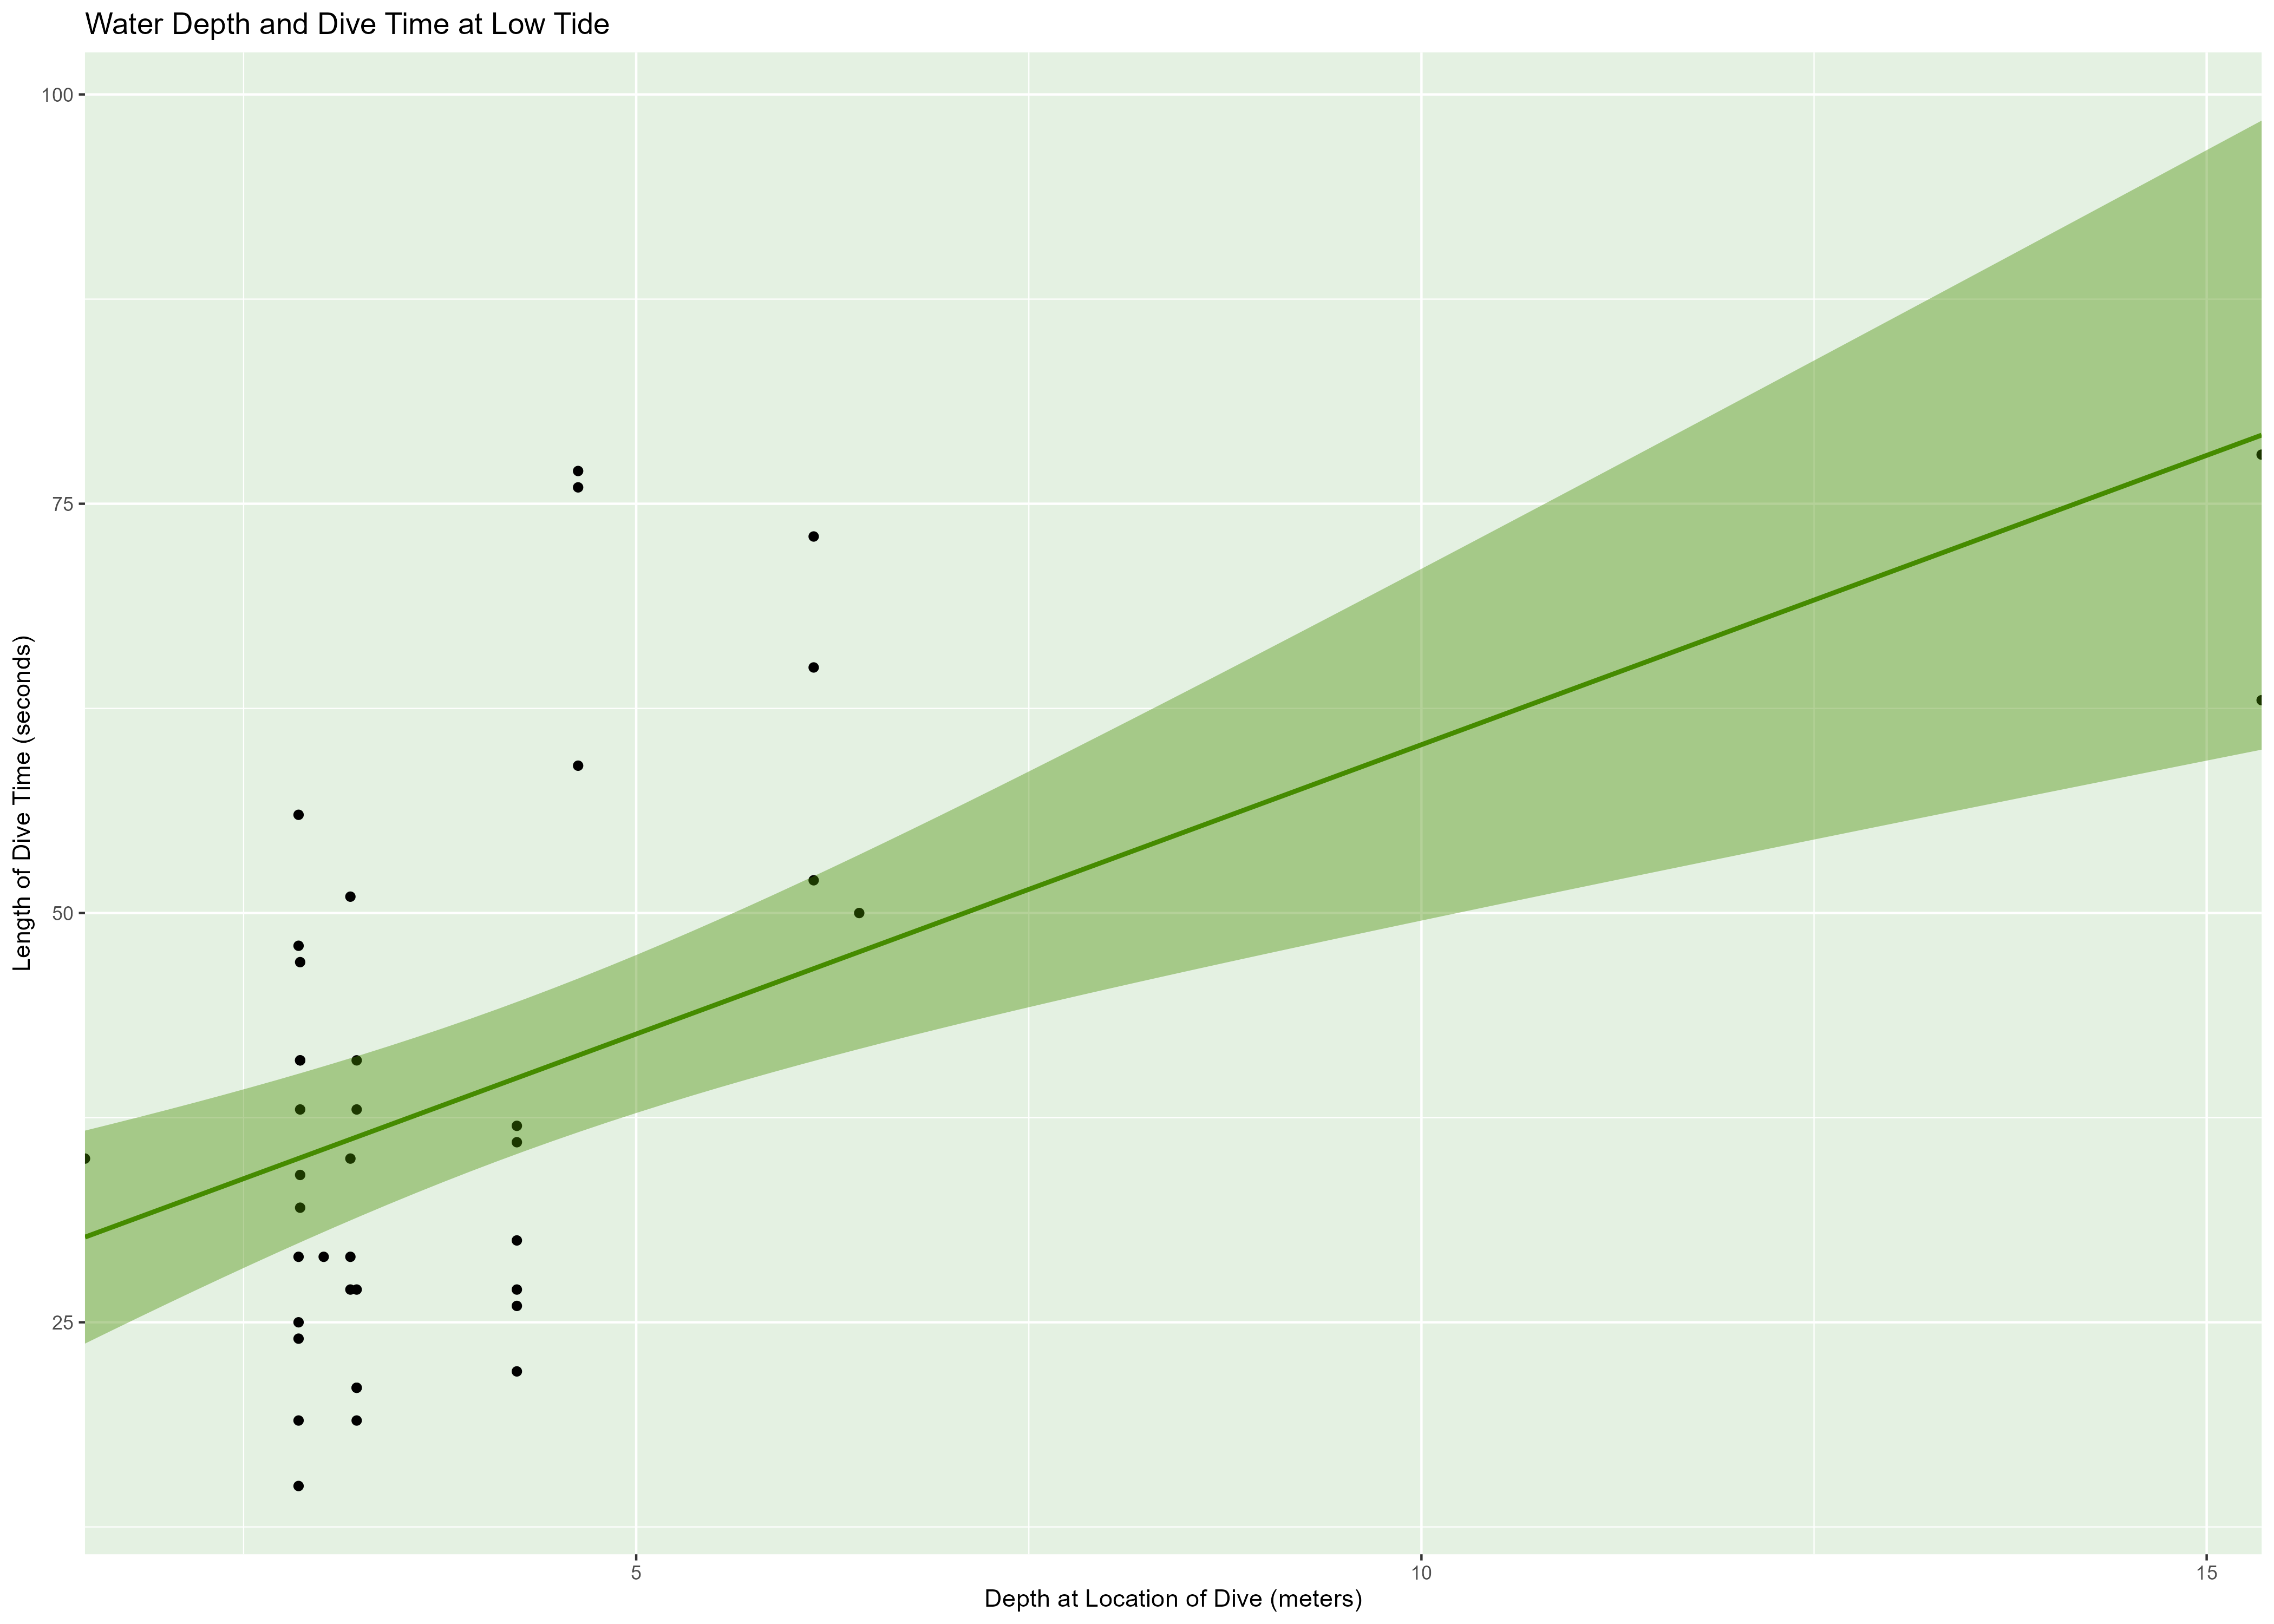 Water Depth and Dive Time at Low Tide
100
75
50
25
Length of Dive Time (seconds)
5 10 15
Depth at Location of Dive (meters)